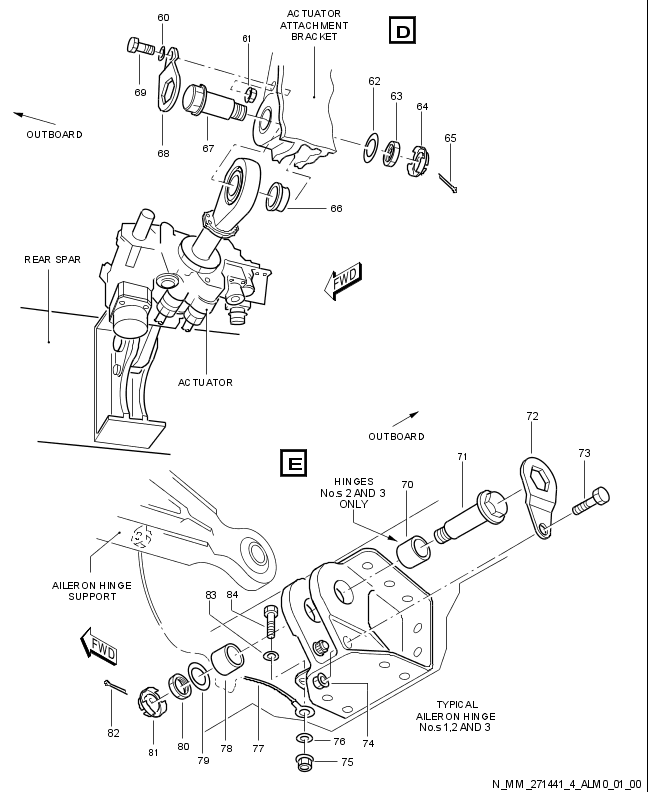 60
ACTUATOR
ATTACHMENT
BRACKET
D
61
69
62
63
64
65
OUTBOARD
68
67
66
REAR SPAR
FWD
ACTUATOR
OUTBOARD
72
E
71
73
HINGES
No.s 2 AND 3
ONLY
70
AILERON HINGE
SUPPORT
83
84
FWD
82
81
80
79
78
77
76
75
74
TYPICAL
AILERON HINGE
No.s 1,2 AND 3
N_MM_271441_4_ALM0_01_00